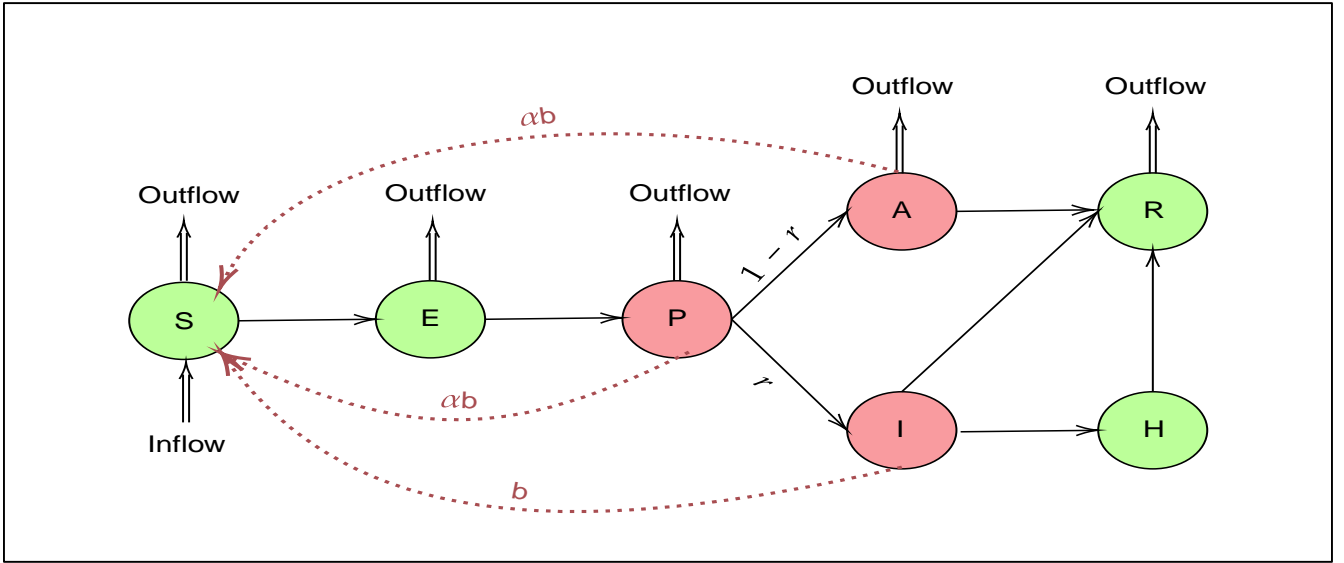 Outflow
Outflow
αb
Outflow
Outflow
Outflow
A
R
1 − r
S
E
P
r
αb
I
H
Inflow
b